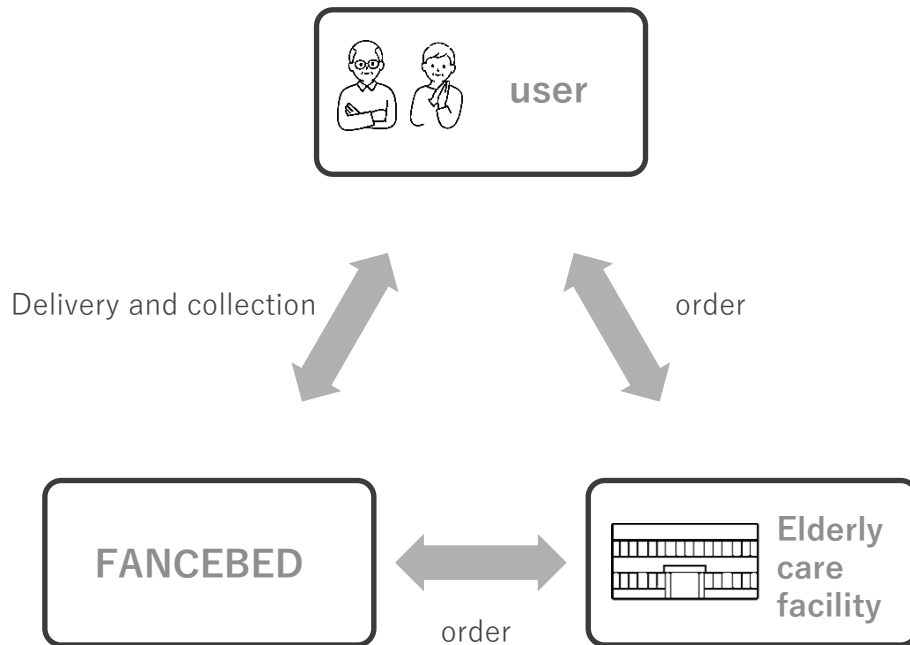 user
Delivery and collection
order
FANCEBED
Elderly
care
facility
order